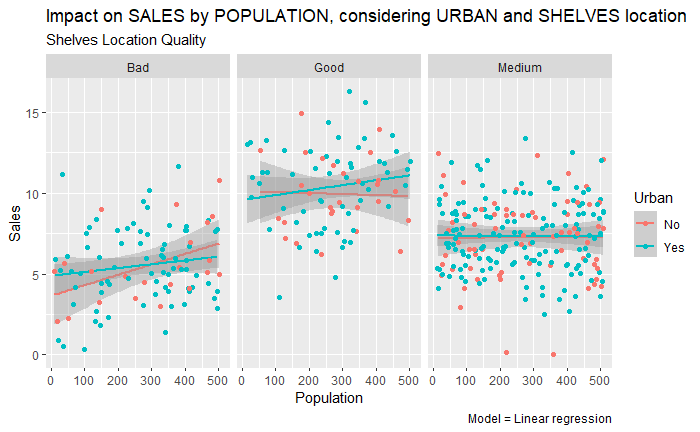 Impact on SALES by POPULATION, considering URBAN and SHELVES location
Shelves Location Quality
Bad
Good
Medium
15
10
5
0
Sales
0 100 200 300 400 500
0 100 200 300 400 500
0 100 200 300 400 500
Population
Urban
No
Yes
Model = Linear regression